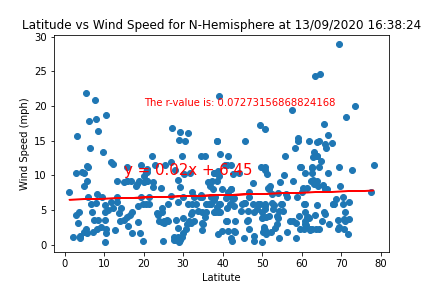 Latitude vs Wind Speed for N-Hemisphere at 13/09/2020 16:38:24
30
25
20
15
10
5
0
Wind Speed (mph)
The r-value is: 0.07273156868824168
y = 0.02x + 6.45
0 10 20 30 40 50 60 70 80
Latitute